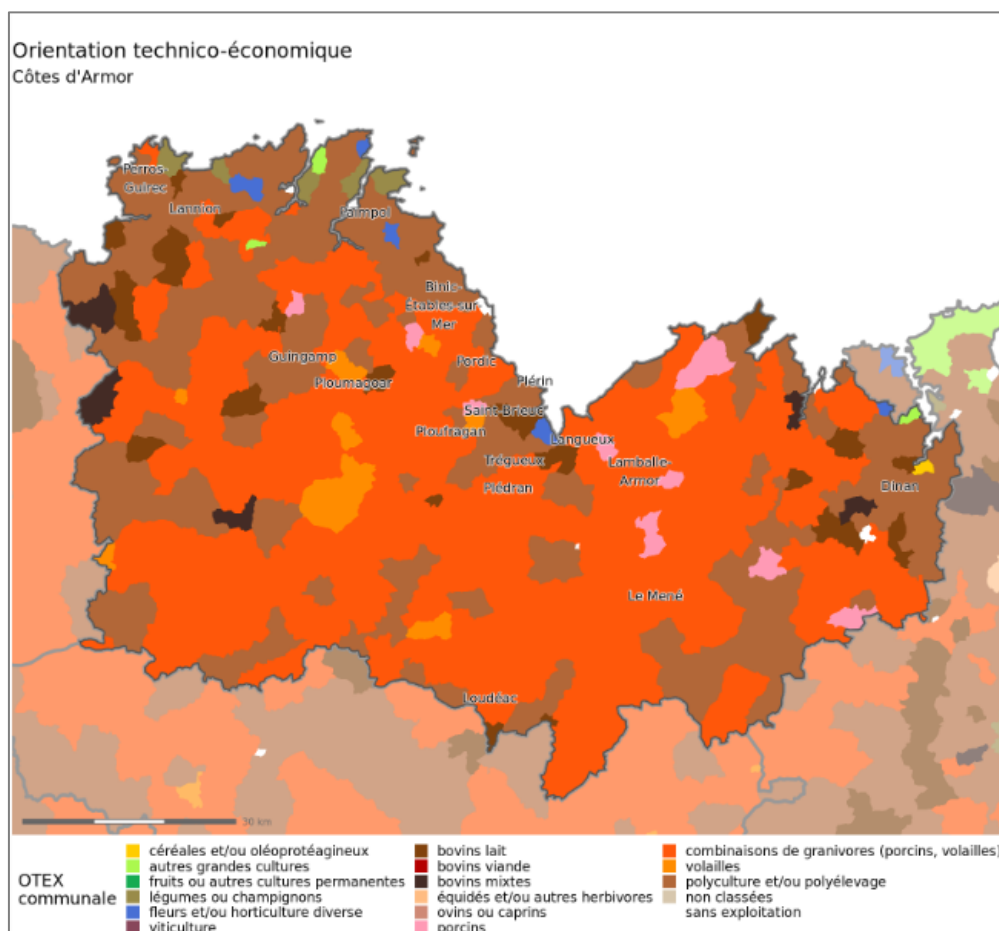 Orientation technico-économique
Côtes d'Armor
Perros-
Guirec
Lannion
Paimpol
Binic-
Étables-sur-
Mer
Guingamp
Pordic
Ploumagoar
Plérin
Saint-Brieuc
Ploufragan
Langueux
Trégueux
Lamballe-
Armor
Plédran
Dinan
Le Mené
Loudéac
30 km
OTEX
communale
céréales et/ou oléoprotéagineux
autres grandes cultures
fruits ou autres cultures permanentes
légumes ou champignons
fleurs et/ou horticulture diverse
viticulture
bovins lait
bovins viande
bovins mixtes
équidés et/ou autres herbivores
ovins ou caprins
porcins
combinaisons de granivores (porcins, volailles)
volailles
polyculture et/ou polyélevage
non classées
sans exploitation